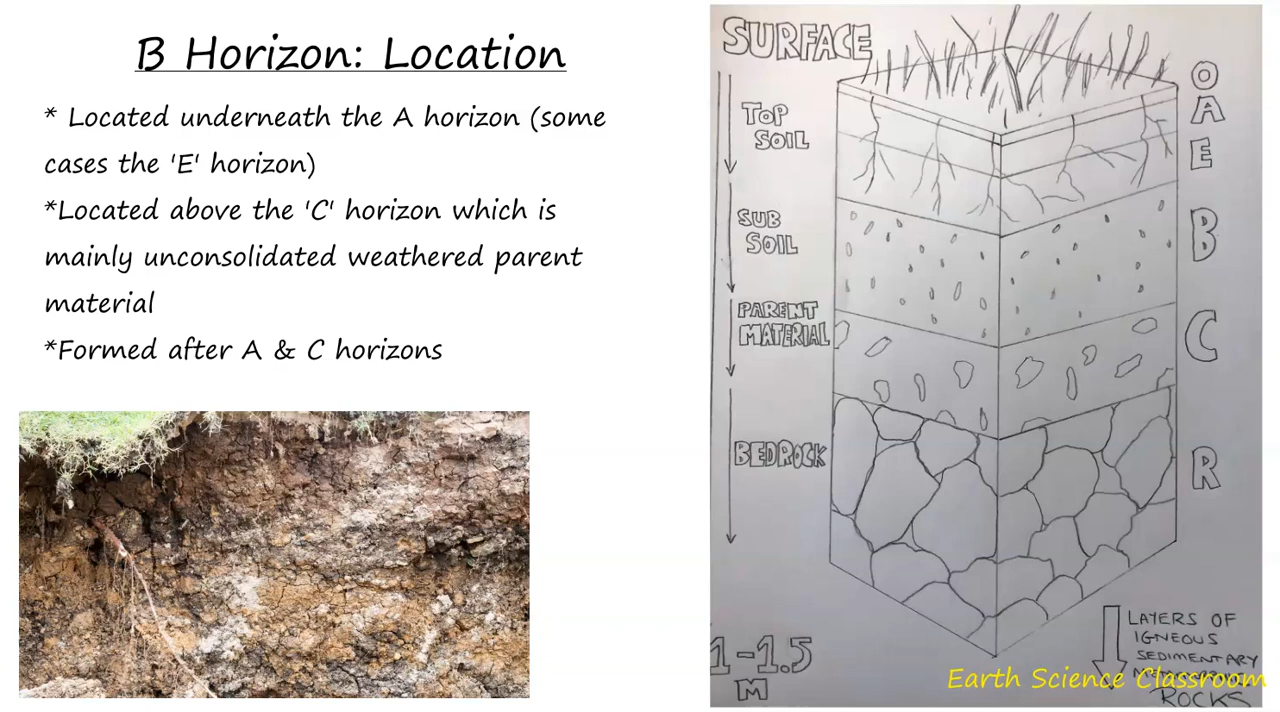 B Horizon: Location
* Located underneath the A horizon (some
cases the 'E' horizon)
*Located above the 'C' horizon which is
mainly unconsolidated weathered parent
material
*Formed after A & C horizons
SURFACE
TOP
SOIL
SUB
SOIL
PARENT
MATERIAL
BEDROCK
O
A
E
B
C
R
1-1.5
M
LAYERS OF
IGNEOUS
SEDIMENTARY
ROCKS
Earth Science Classroom